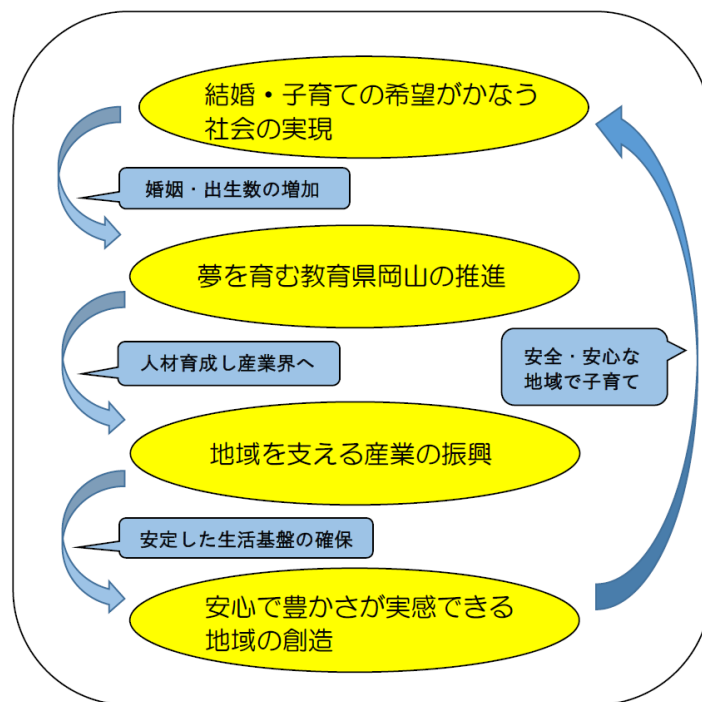 結婚・子育ての希望がかなう
社会の実現
婚姻・出生数の増加
夢を育む教育県岡山の推進
人材育成し産業界へ
安全・安心な
地域で子育て
地域を支える産業の振興
安定した生活基盤の確保
安心で豊かさが実感できる
地域の創造